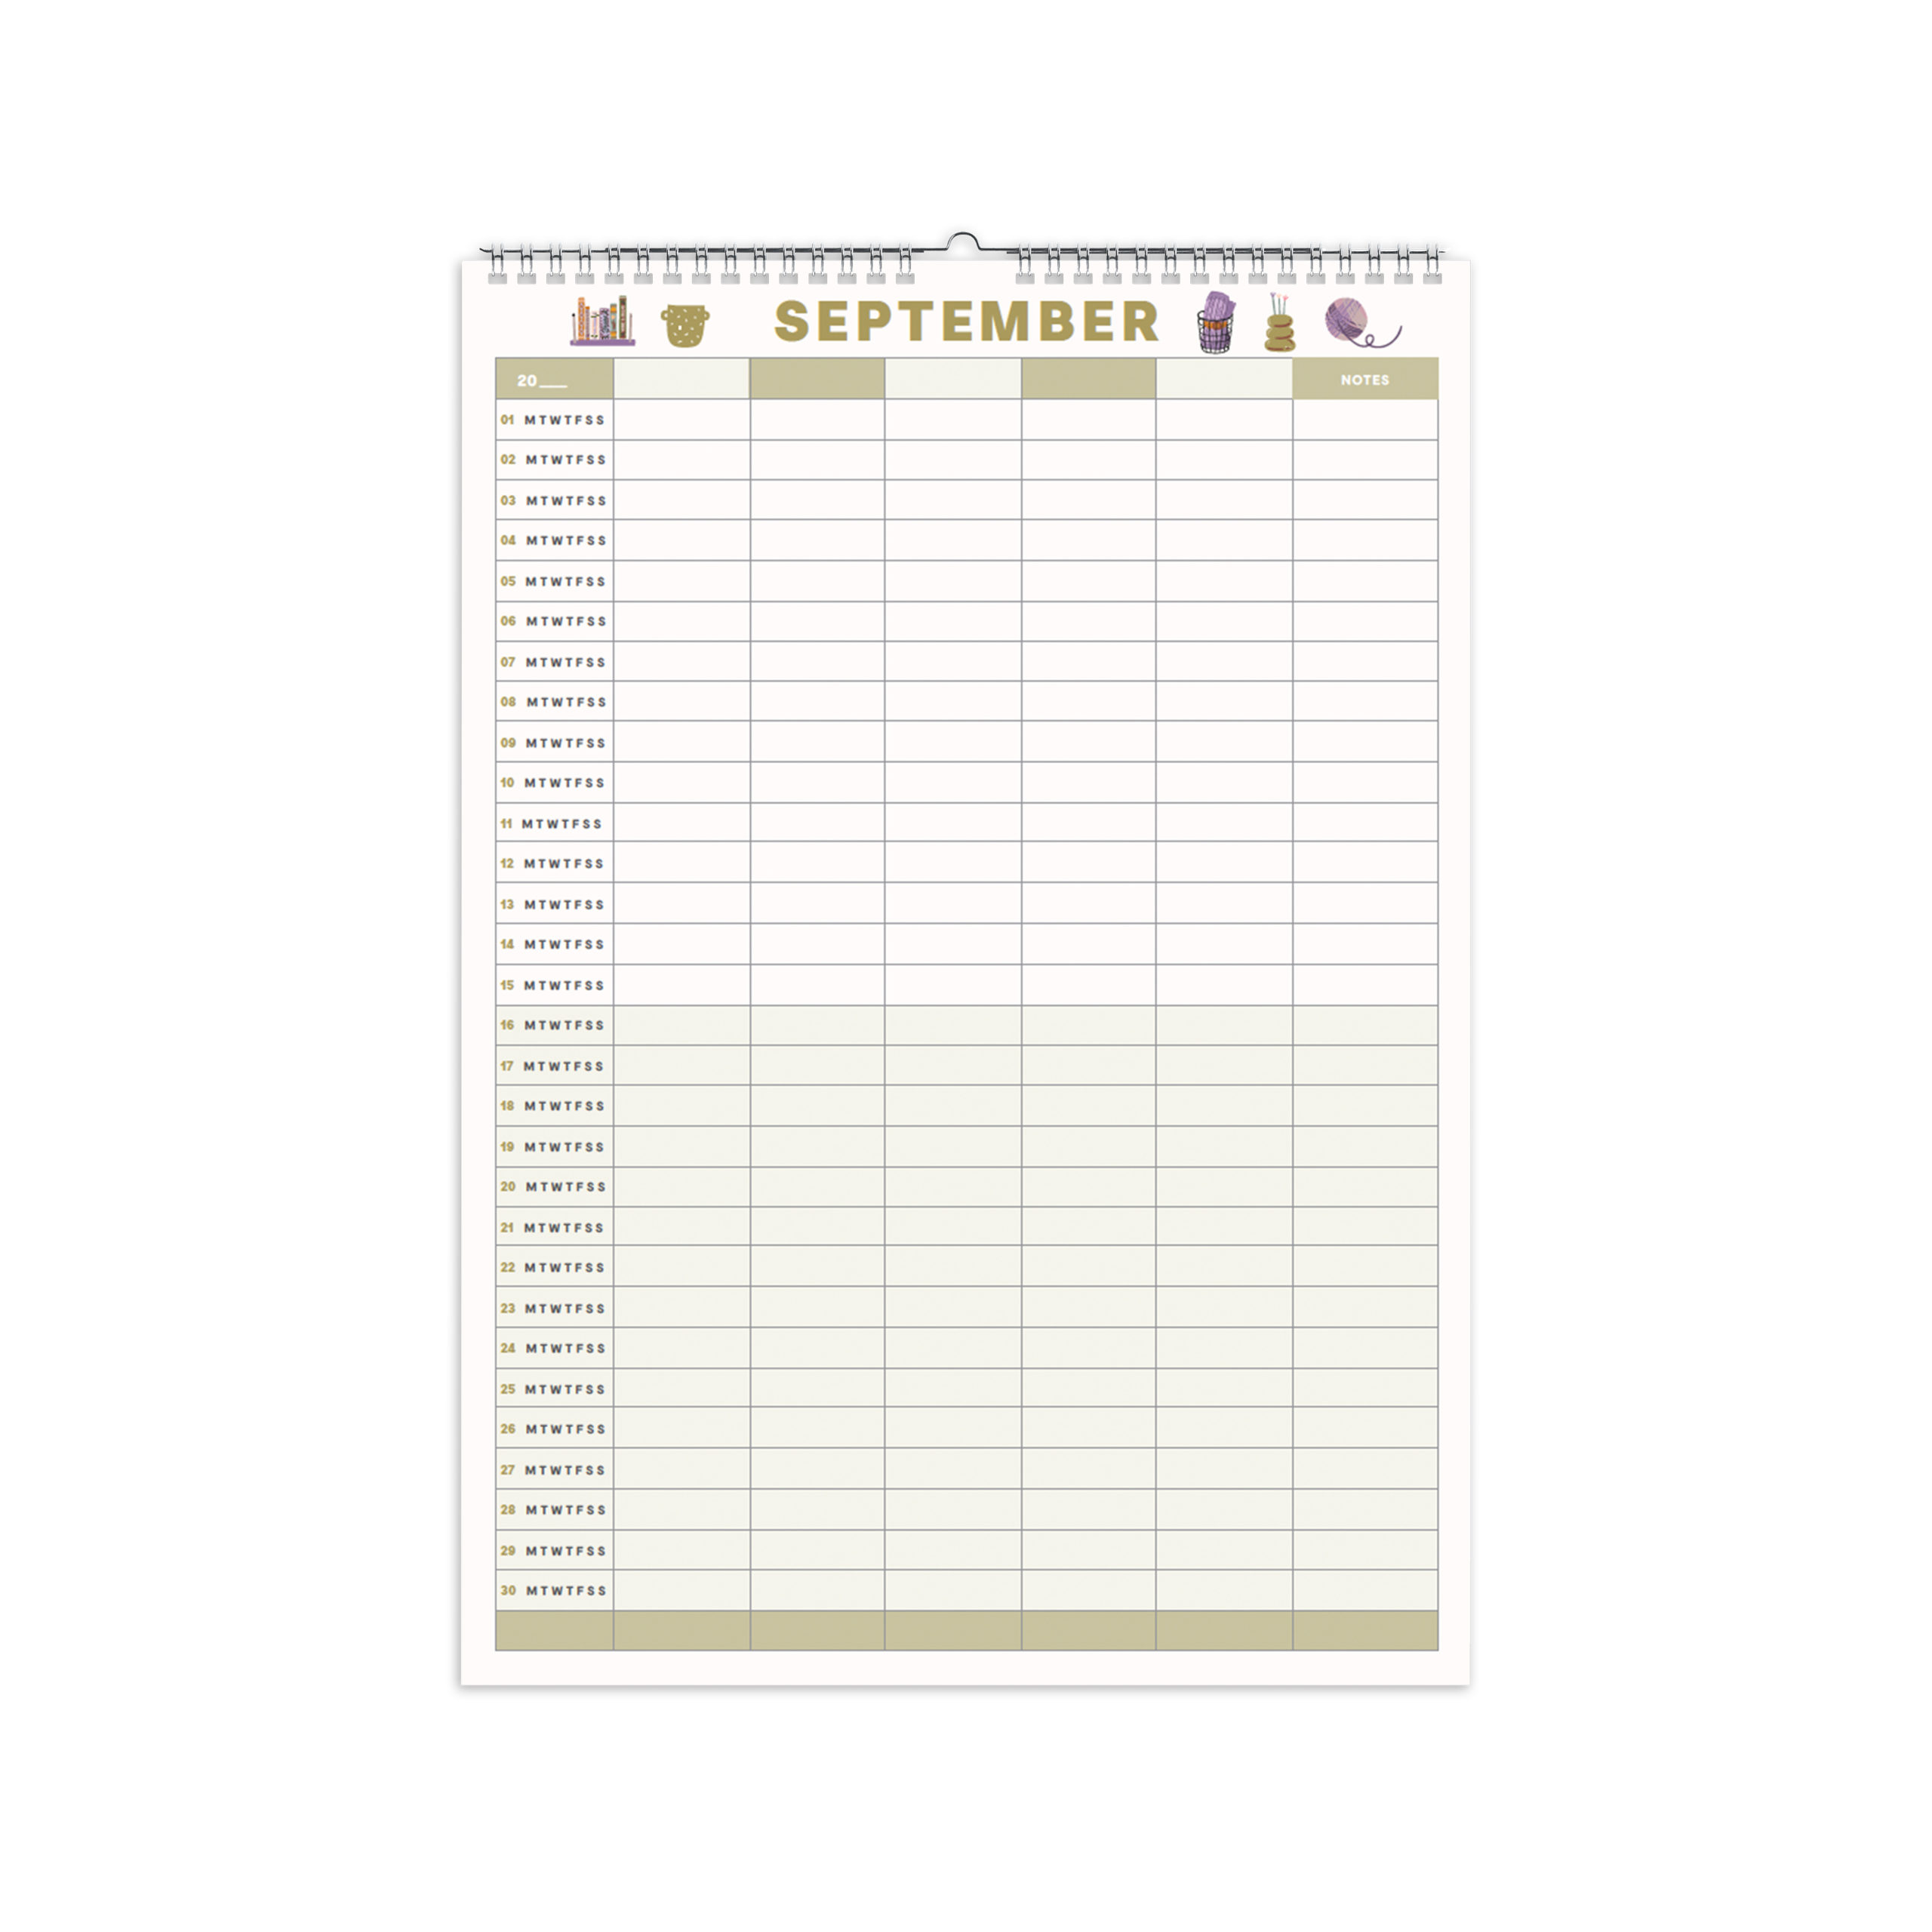 SEPTEMBER
20___ NOTES
01 MTWTFSS
02 MTWTFSS
03 MTWTFSS
04 MTWTFSS
05 MTWTFSS
06 MTWTFSS
07 MTWTFSS
08 MTWTFSS
09 MTWTFSS
10 MTWTFSS
11 MTWTFSS
12 MTWTFSS
13 MTWTFSS
14 MTWTFSS
15 MTWTFSS
16 MTWTFSS
17 MTWTFSS
18 MTWTFSS
19 MTWTFSS
20 MTWTFSS
21 MTWTFSS
22 MTWTFSS
23 MTWTFSS
24 MTWTFSS
25 MTWTFSS
26 MTWTFSS
27 MTWTFSS
28 MTWTFSS
29 MTWTFSS
30 MTWTFSS